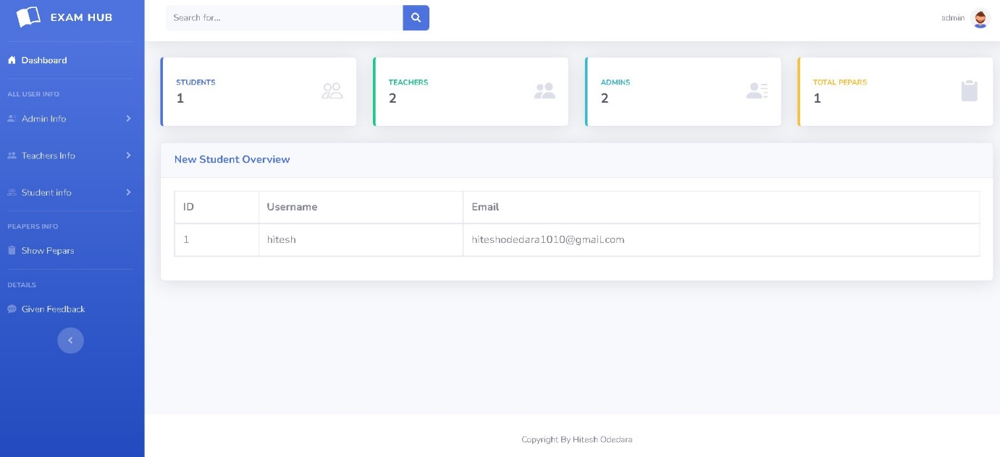 EXAM HUB
Search for...
admin
Dashboard
ALL USER INFO
Admin Info
Teachers Info
Student info
PEAPERS INFO
Show Pepars
DETAILS
Given Feedback
STUDENTS
1
TEACHERS
2
ADMINS
2
TOTAL PEPARS
1
New Student Overview
ID Username Email
1 hitesh hiteshodedara1010@gmail.com
Copyright By Hitesh Odedara